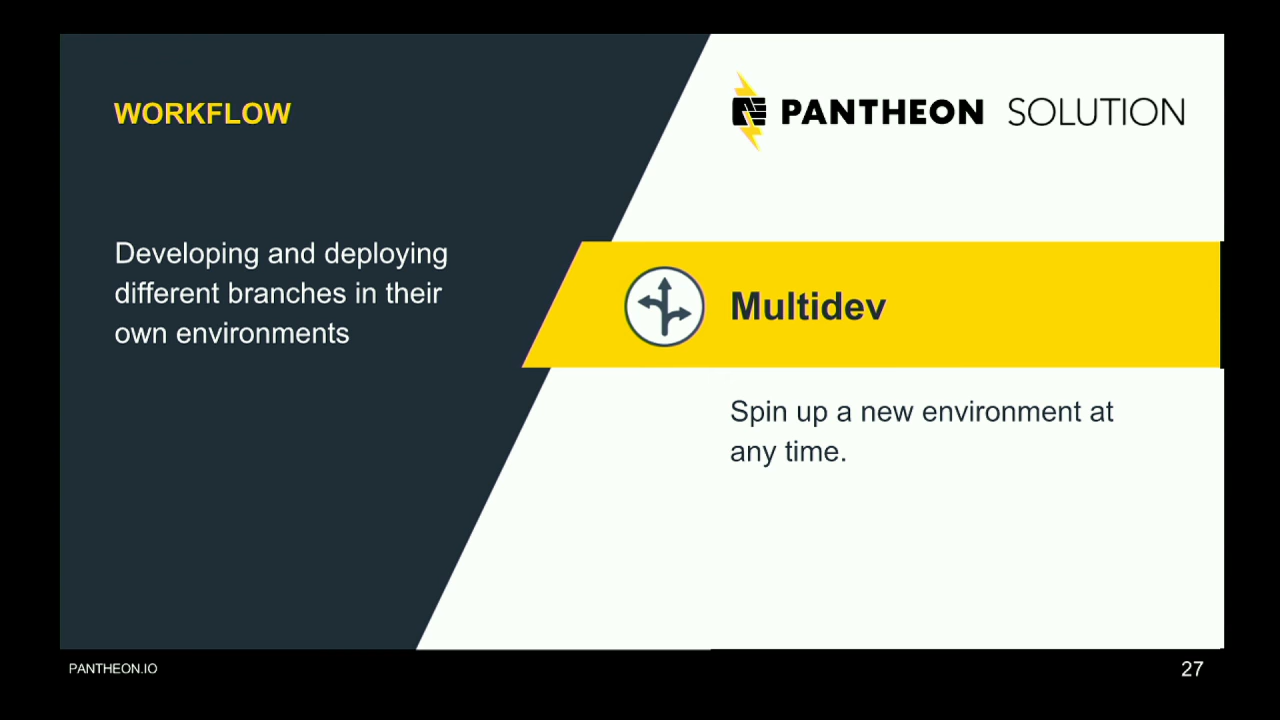 WORKFLOW
Developing and deploying
different branches in their
own environments
PANTHEON SOLUTION
Multidev
Spin up a new environment at
any time.
PANTHEON.IO
27